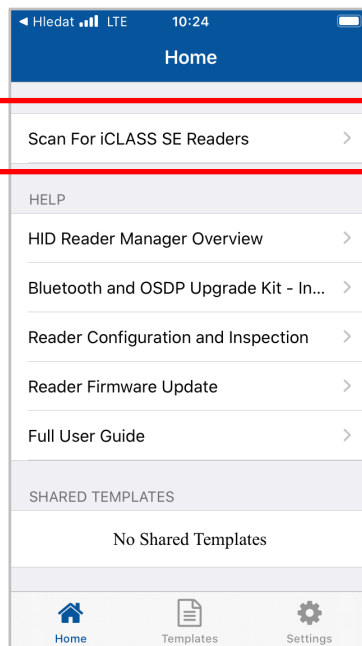 Hledat LTE 10:24
Home
Scan For iCLASS SE Readers
HELP
HID Reader Manager Overview
Bluetooth and OSDP Upgrade Kit - In...
Reader Configuration and Inspection
Reader Firmware Update
Full User Guide
SHARED TEMPLATES
No Shared Templates
Home Templates Settings